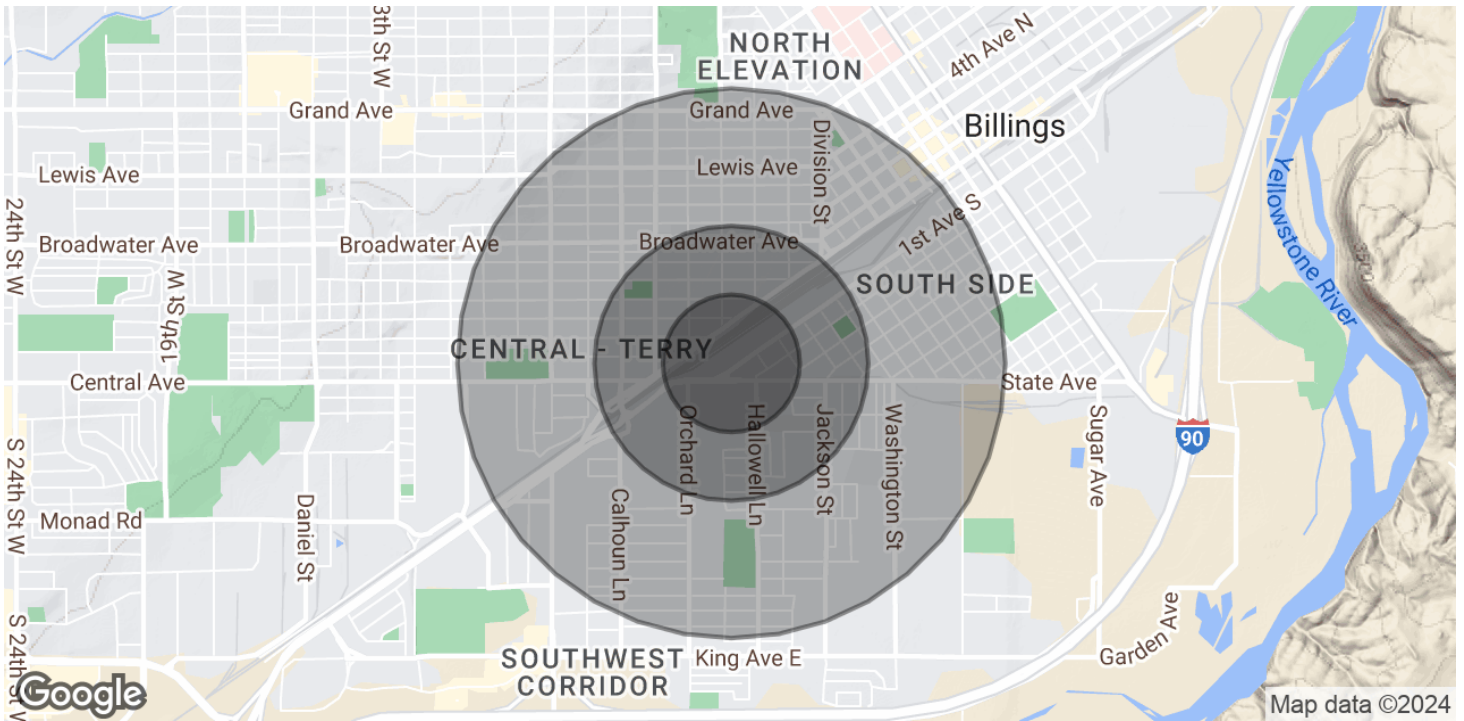 3th St W
NORTH
ELEVATION
4th Ave N
Grand Ave
Grand Ave
Billings
Division St
Lewis Ave
Lewis Ave
Yellowstone River
24th St W
19th St W
1st Ave S
Broadwater Ave
Broadwater Ave
Broadwater Ave
3500
SOUTH SIDE
CENTRAL - TERRY
Central Ave
State Ave
Orchard Ln
Hallowell Ln
Jackson St
Washington St
Sugar Ave
90
S 24th St W
Monad Rd
Daniel St
Calhoun Ln
Garden Ave
S 24th St W
SOUTHWEST
CORRIDOR
King Ave E
Google
Map data ©2024